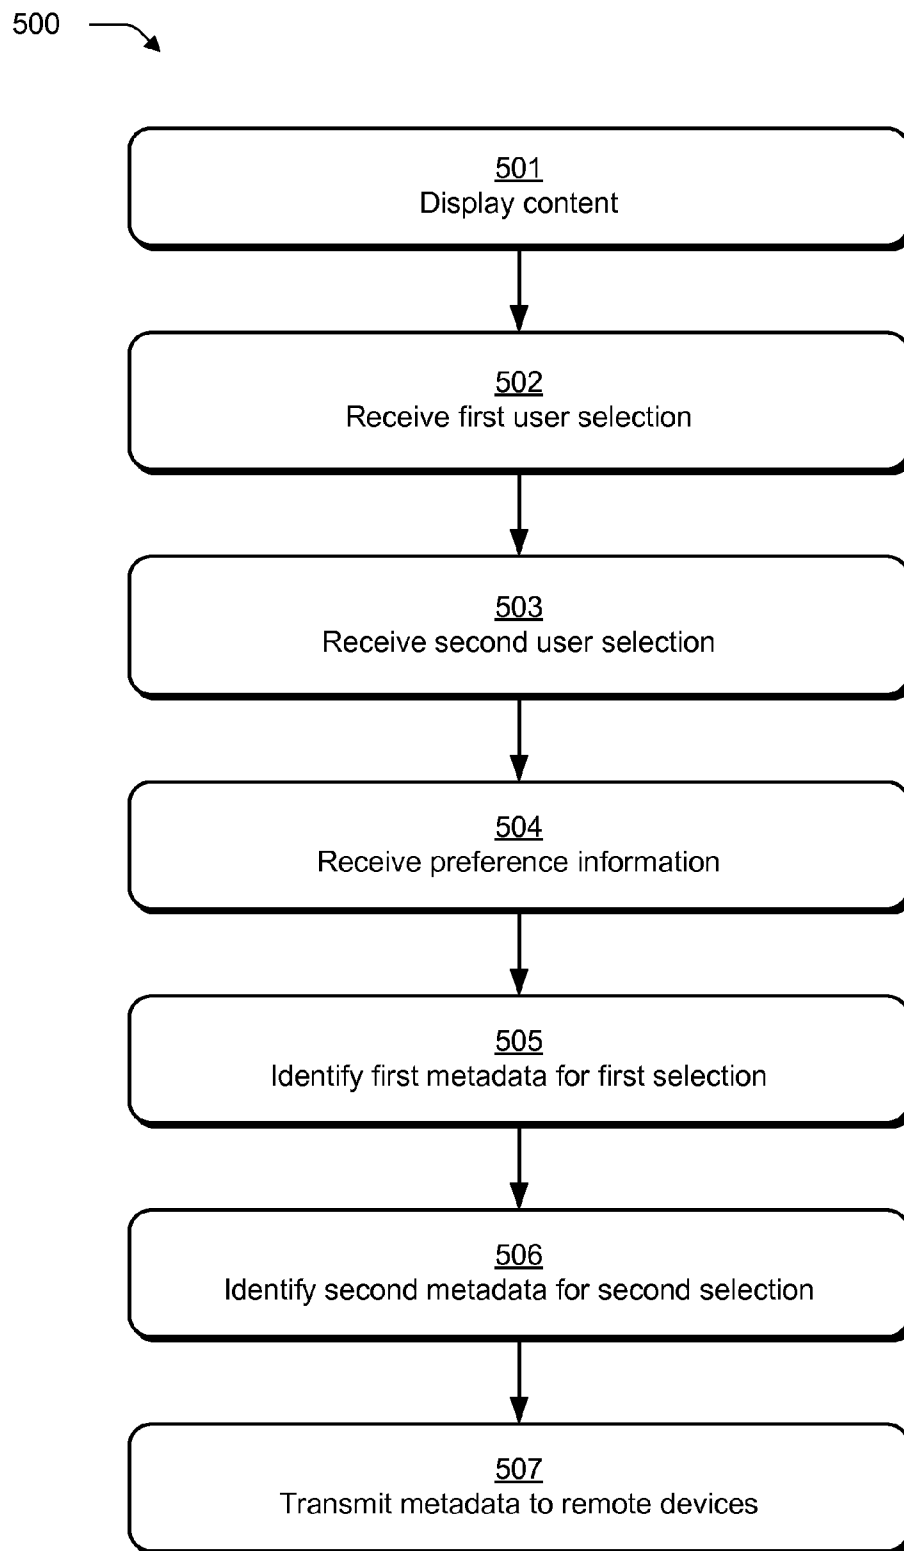 500
501
Display content
502
Receive first user selection
503
Receive second user selection
504
Receive preference information
505
Identify first metadata for first selection
506
Identify second metadata for second selection
507
Transmit metadata to remote devices